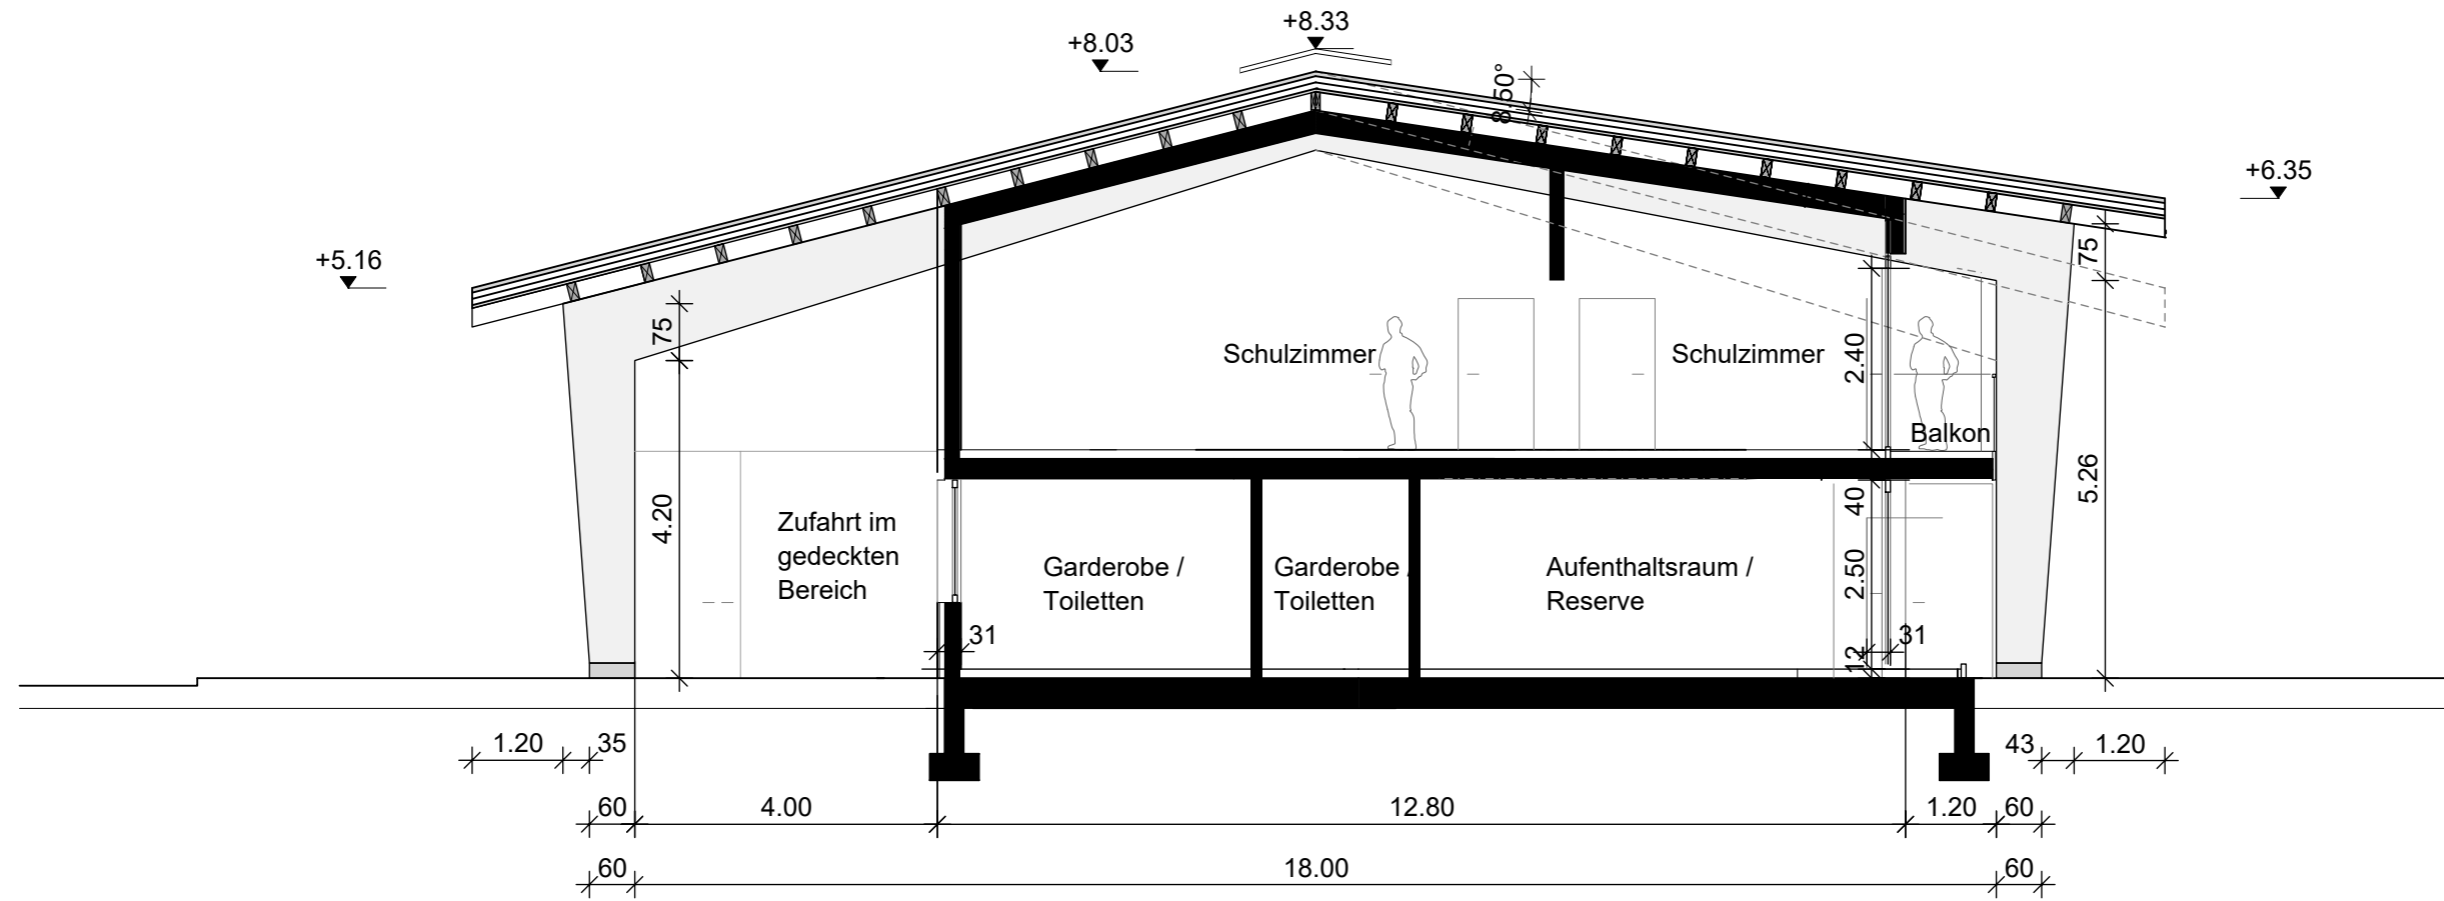 +8.33
+8.03
8.50°
+6.35
+5.16
75
75
Schulzimmer
Schulzimmer
2.40
Balkon
4.20
5.26
Zufahrt im
gedeckten
Bereich
40
Garderobe /
Toiletten
Garderobe /
Toiletten
Aufenthaltsraum /
Reserve
2.50
31
31
12
1.20
35
43
1.20
60
4.00
12.80
1.20
60
60
18.00
60